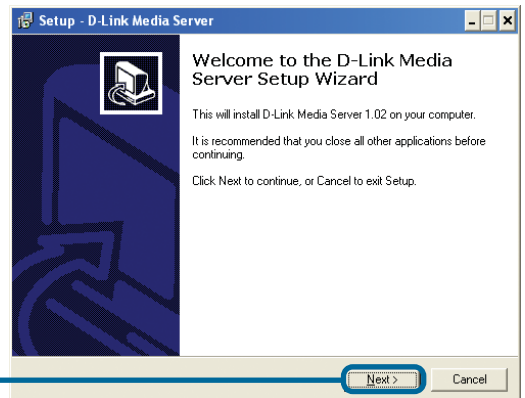 Setup - D-Link Media Server
Welcome to the D-Link Media
Server Setup Wizard
This will install D-Link Media Server 1.02 on your computer.
It is recommended that you close all other applications before
continuing.
Click Next to continue, or Cancel to exit Setup.
Next >
Cancel